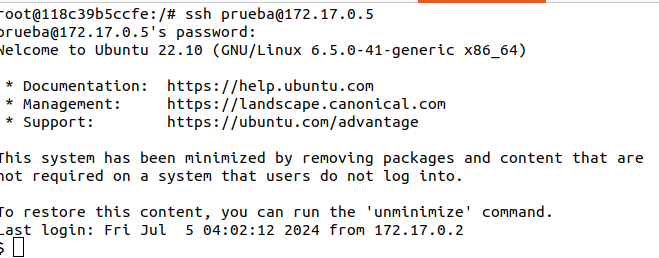 root@118c39b5ccfe:/# ssh prueba@172.17.0.5
prueba@172.17.0.5's password:
Welcome to Ubuntu 22.10 (GNU/Linux 6.5.0-41-generic x86_64)
* Documentation:  https://help.ubuntu.com
* Management:     https://landscape.canonical.com
* Support:        https://ubuntu.com/advantage
This system has been minimized by removing packages and content that are
not required on a system that users do not log into.
To restore this content, you can run the 'unminimize' command.
Last login: Fri Jul  5 04:02:12 2024 from 172.17.0.2
$